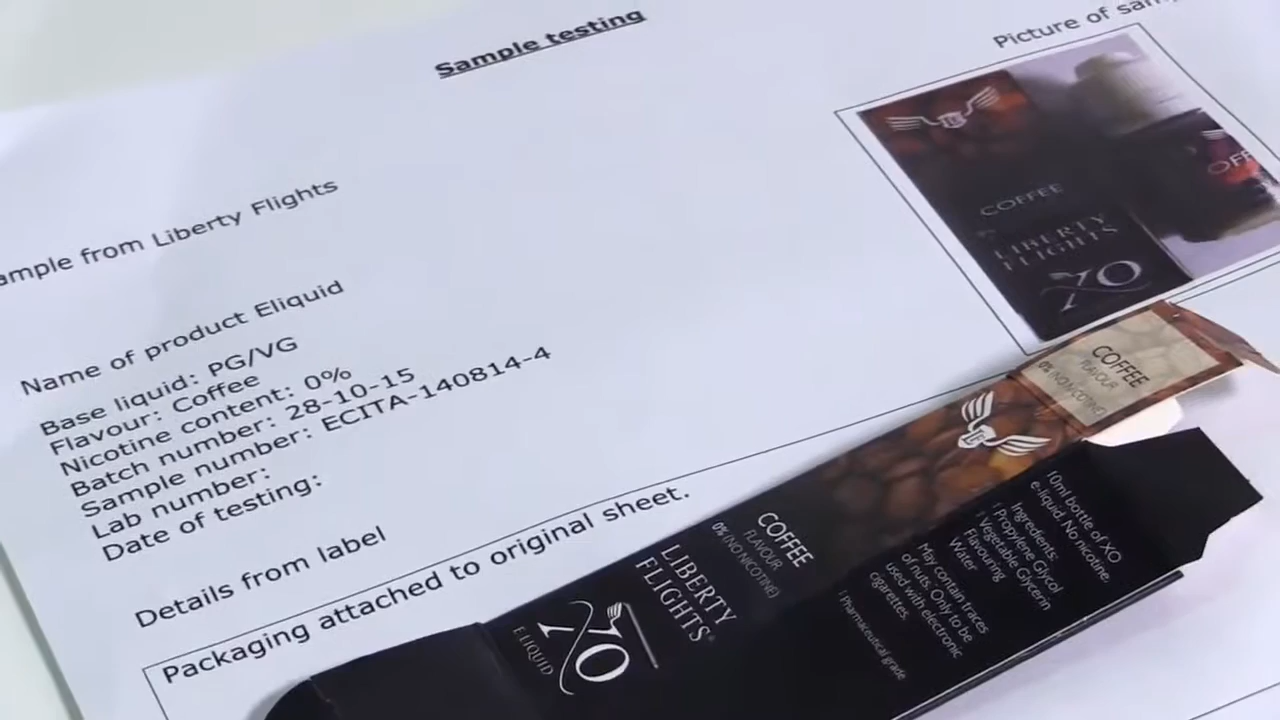 Sample testing
Picture of
from Liberty Flights
Name of product Eliquid
Base liquid: PG/VG
Flavour: Coffee
Nicotine content: 0%
Batch number: 28-10-15
Sample number: ECITA-140814-4
Lab number:
Date of testing:
Details from label
Packaging attached to original sheet.
COFFEE
LIBERTY
FLIGHTS
XO
COFFEE
FLAVOUR
0% (NO NICOTINE)
COFFEE
FLAVOUR
0% (NO NICOTINE)
LIBERTY
FLIGHTS®
XO
E LIQUID
10ml bottle of XO
e-liquid. No nicotine.
Ingredients:
¹ Propylene Glycol
¹ Vegetable Glycerin
Flavouring
Water
May contain traces
of nuts. Only to be
used with electronic
cigarettes.
¹ Pharmaceutical grade